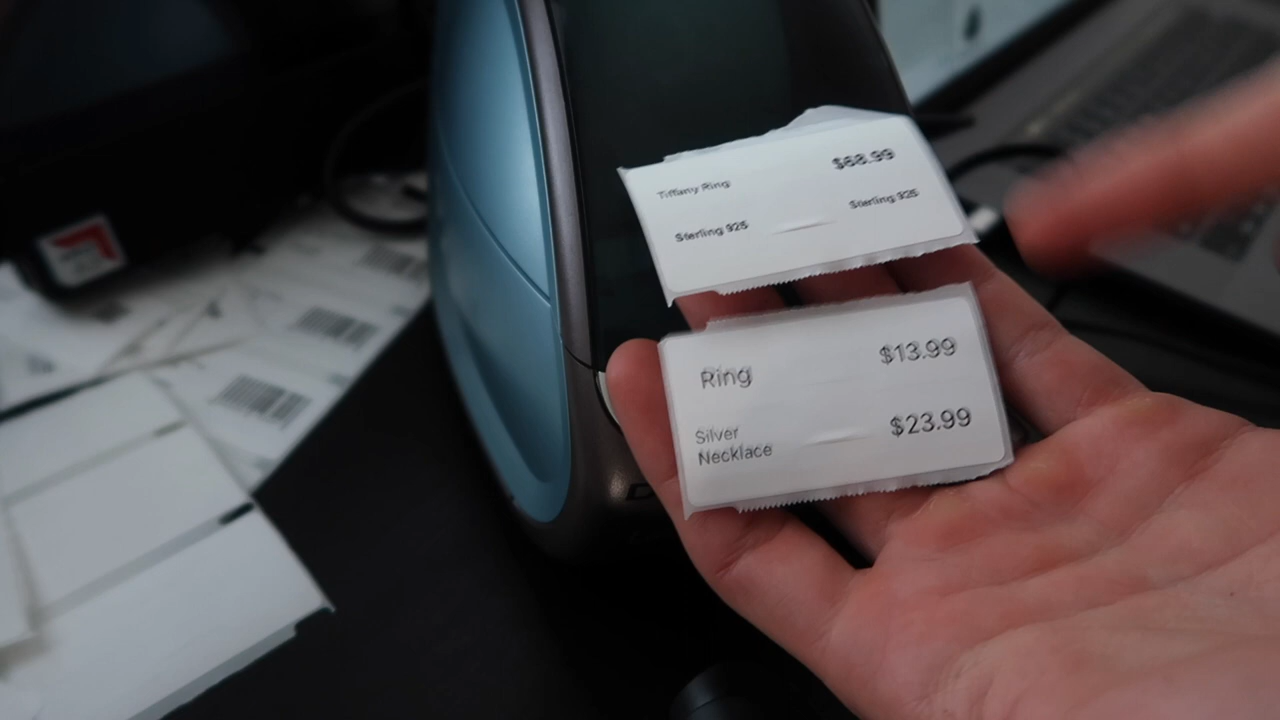 Tiffany Ring $68.99
Sterling 925 Sterling 925
Ring $13.99
Silver $23.99
Necklace